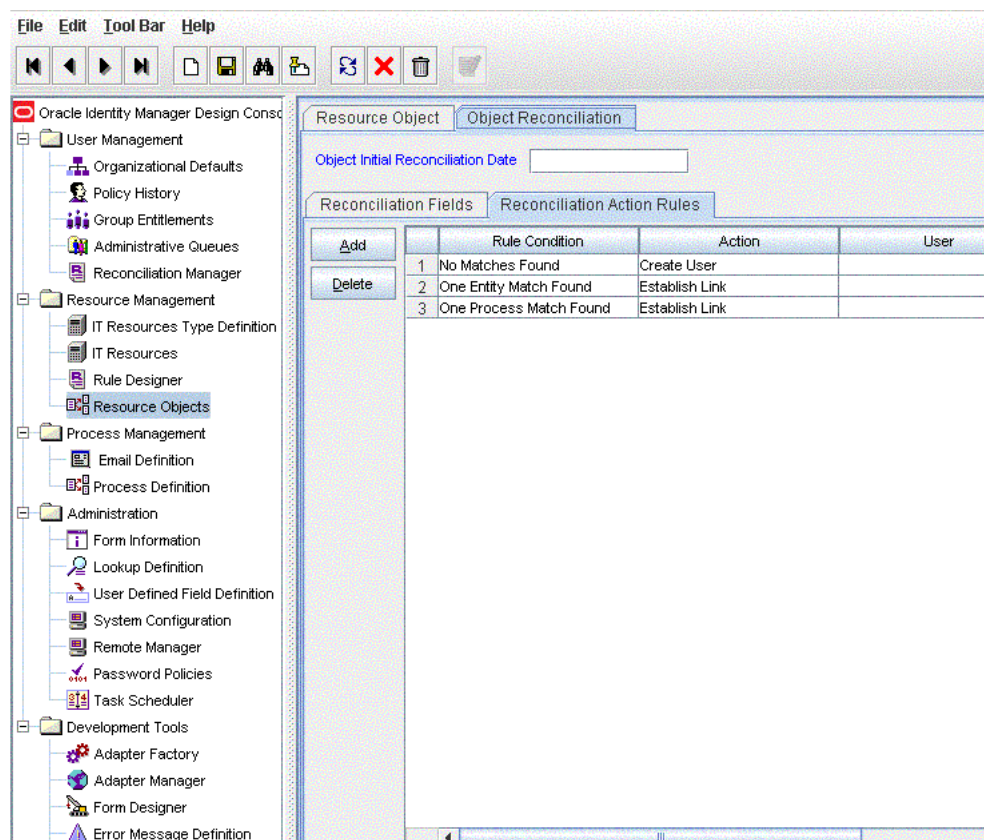 File Edit Tool Bar Help
Oracle Identity Manager Design Consc
User Management
Organizational Defaults
Policy History
Group Entitlements
Administrative Queues
Reconciliation Manager
Resource Management
IT Resources Type Definition
IT Resources
Rule Designer
Resource Objects
Process Management
Email Definition
Process Definition
Administration
Form Information
Lookup Definition
User Defined Field Definition
System Configuration
Remote Manager
Password Policies
Task Scheduler
Development Tools
Adapter Factory
Adapter Manager
Form Designer
Error Message Definition
Resource Object Object Reconciliation
Object Initial Reconciliation Date
Reconciliation Fields Reconciliation Action Rules
Add
Delete
Rule Condition Action User
1 No Matches Found Create User
2 One Entity Match Found Establish Link
3 One Process Match Found Establish Link